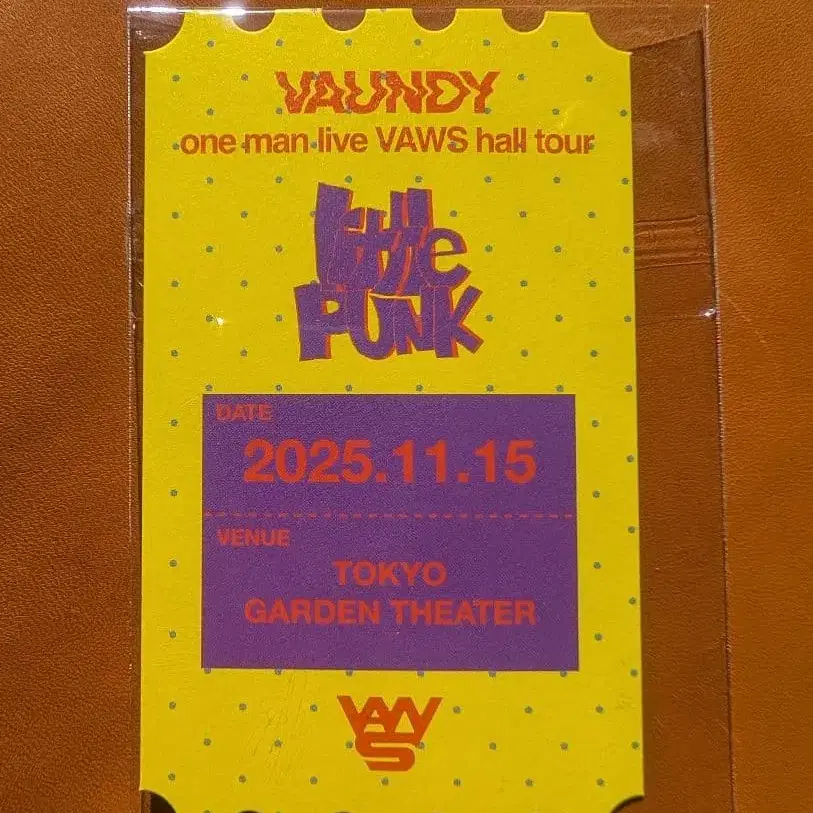 VAUNDY
one man live VAWS hall tour
little
PUNK
DATE
2025.11.15
VENUE
TOKYO
GARDEN THEATER
VAWS